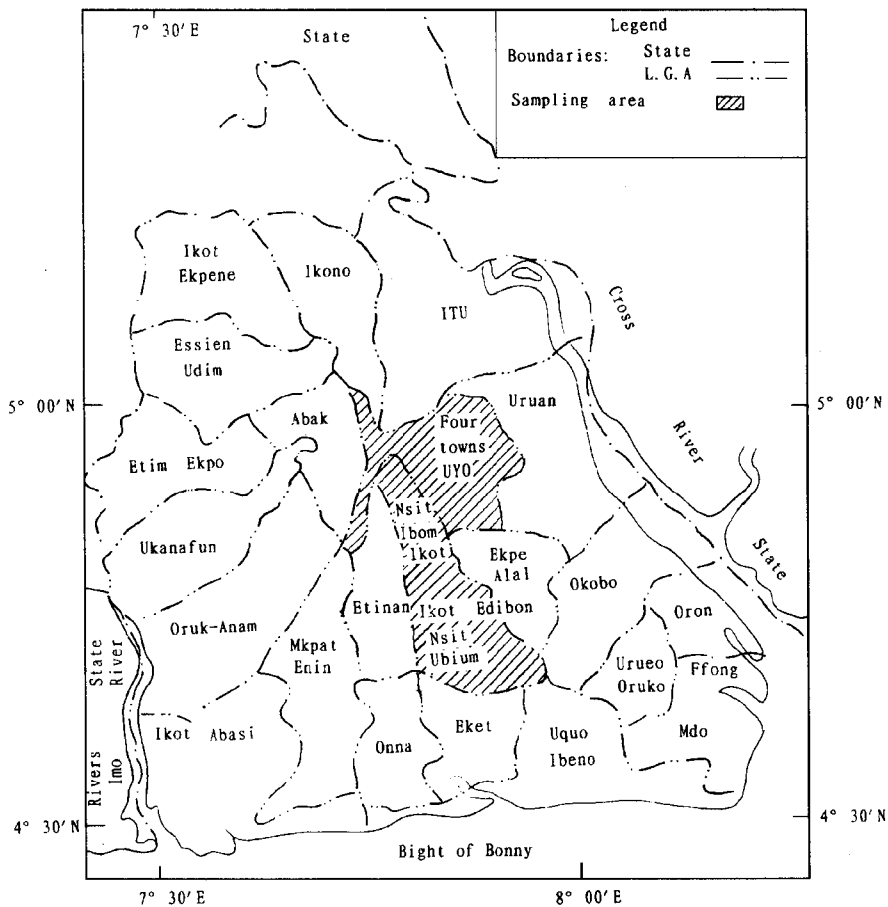 7° 30′E
State
Legend
Boundaries: State
L.G.A
Sampling area
Ikot
Ekpene
Ikono
ITU
Cross
Essien
Udim
5° 00′N
5° 00′N
Uruan
Abak
Four
towns
UYO
River
Etim Ekpo
Nsit
Ibom
Ikot
Ukanafun
Ekpe
Alal
State
Okobo
Etinan
Ikot Edibon
Oron
Oruk-Anam
Mkpat
Enin
Nsit
Ubium
Urueo
Oruko
Ffong
State
River
Ikot Abasi
Onna
Eket
Uquo
Ibeno
Mdo
Rivers
Imo
4° 30′N
4° 30′N
Bight of Bonny
7° 30′E
8° 00′E